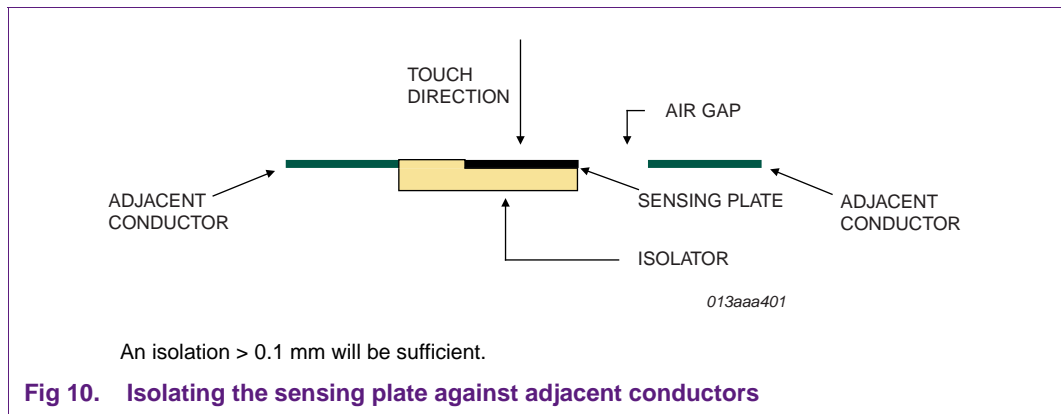 TOUCH
DIRECTION
AIR GAP
ADJACENT
CONDUCTOR
SENSING PLATE
ADJACENT
CONDUCTOR
ISOLATOR
013aaa401
An isolation > 0.1 mm will be sufficient.
Fig 10. Isolating the sensing plate against adjacent conductors